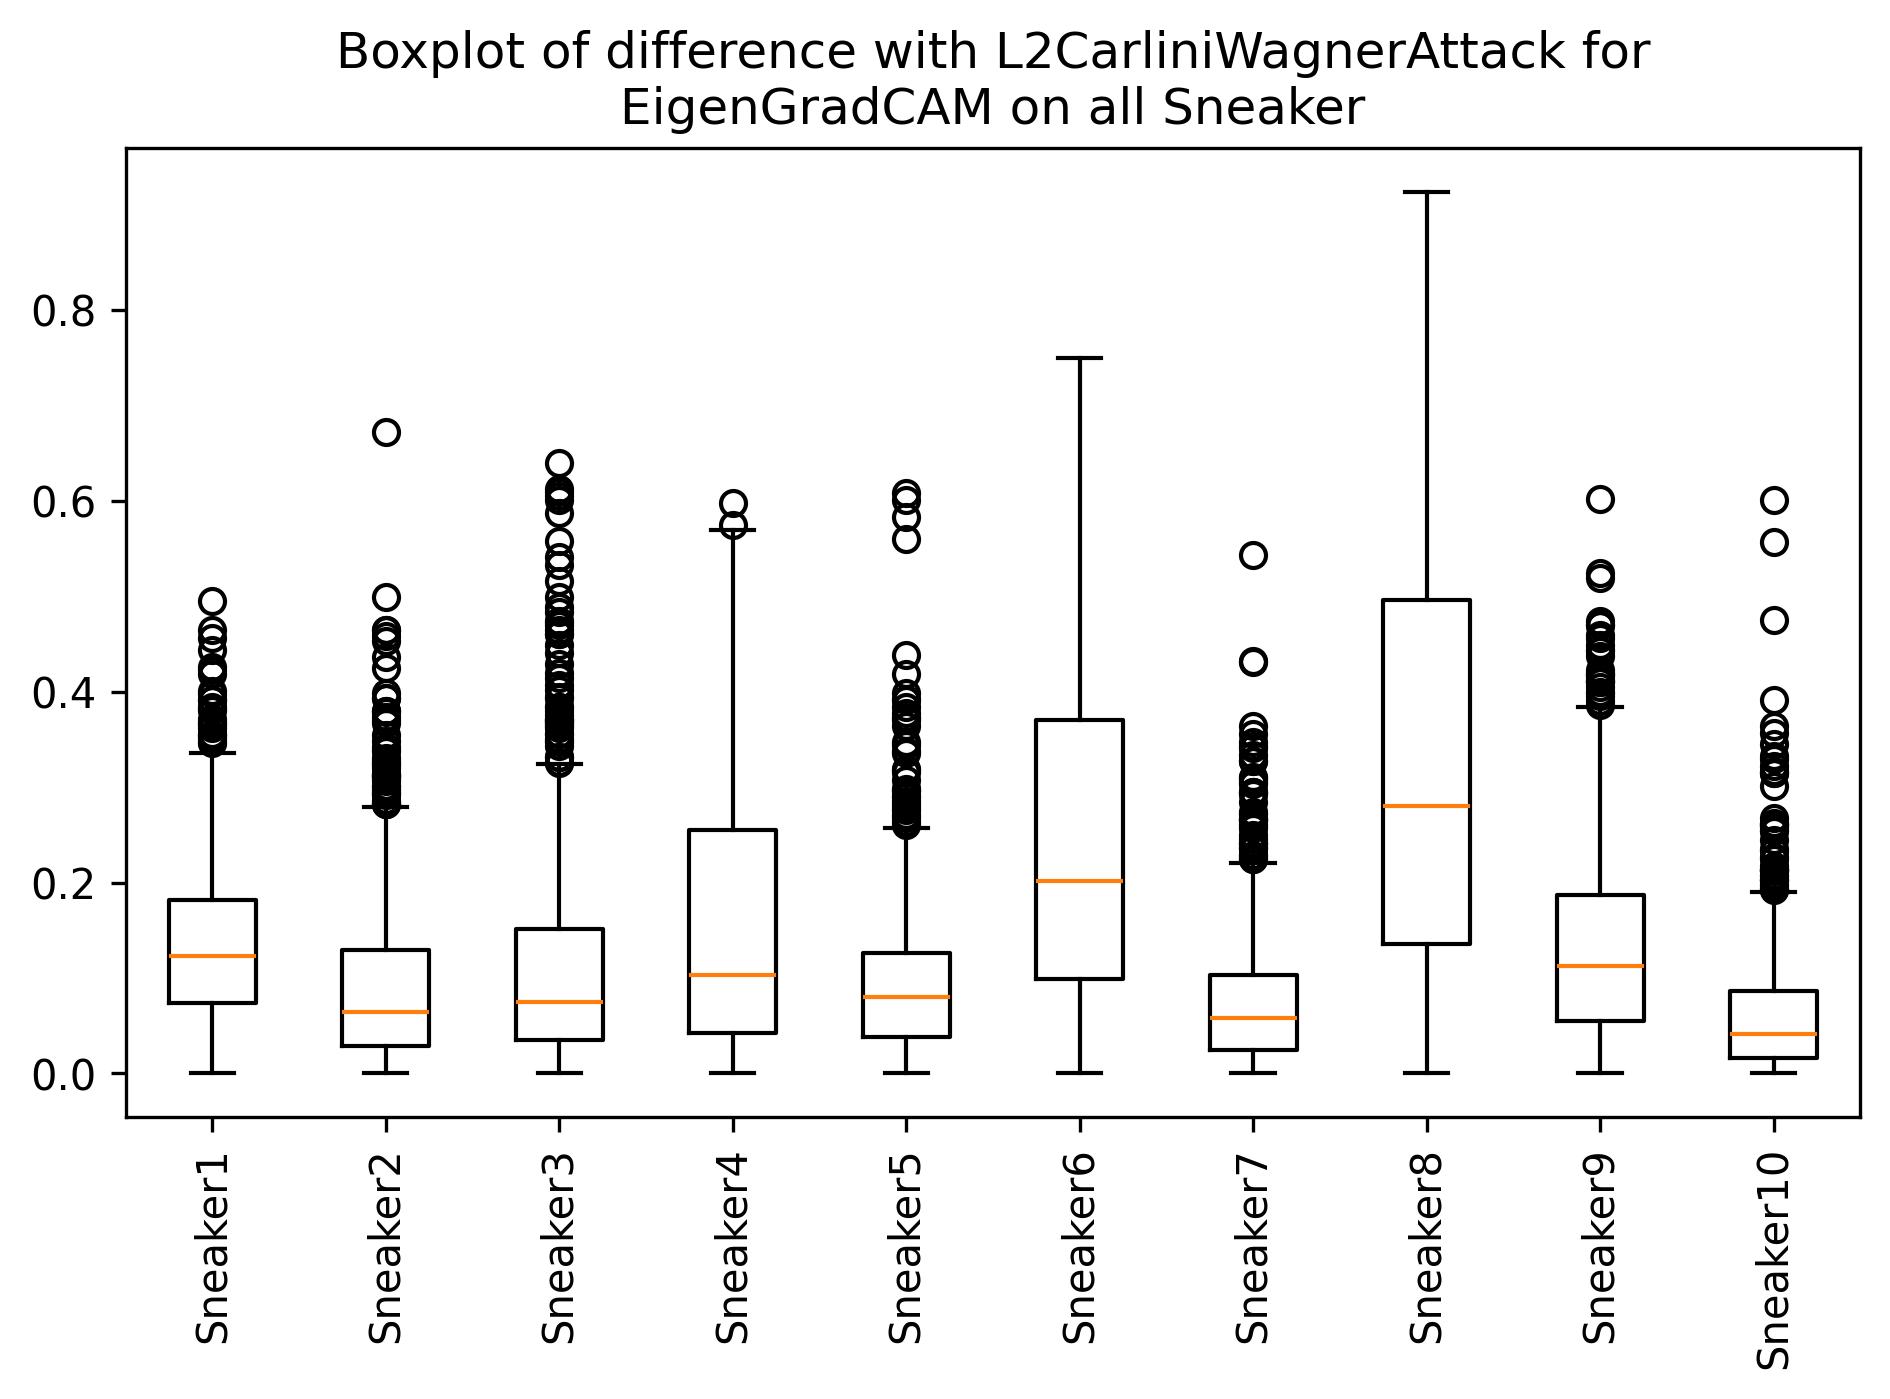 Boxplot of difference with L2CarliniWagnerAttack for
EigenGradCAM on all Sneaker
0.8
0.6
0.4
0.2
0.0
Sneaker1
Sneaker2
Sneaker3
Sneaker4
Sneaker5
Sneaker6
Sneaker7
Sneaker8
Sneaker9
Sneaker10